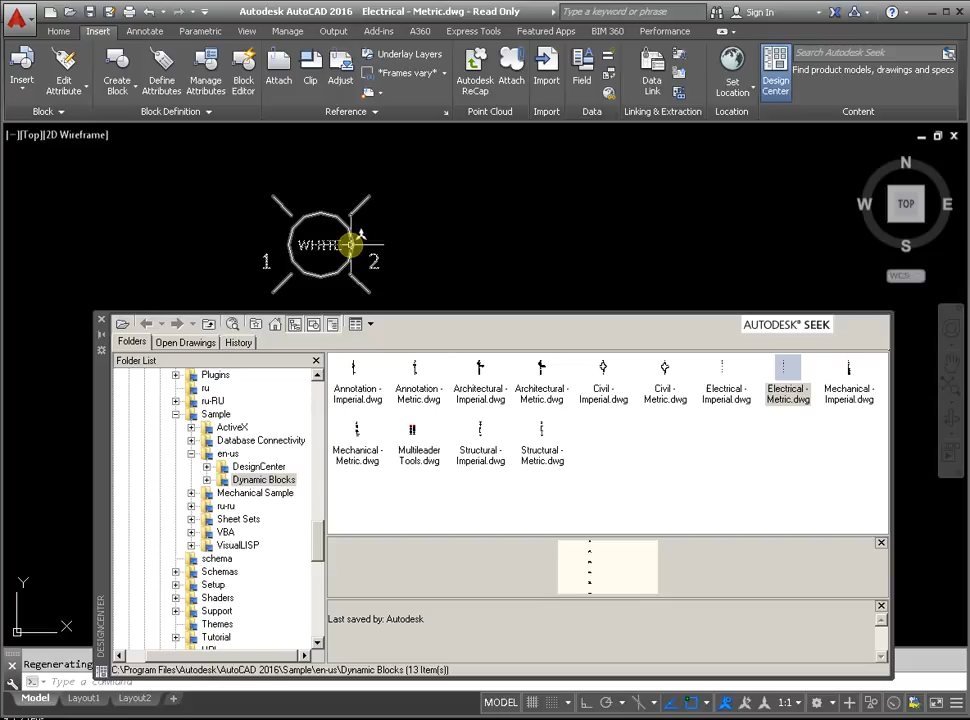 Autodesk AutoCAD 2016 Electrical - Metric.dwg - Read Only
Type a keyword or phrase
Sign In
Home Insert Annotate Parametric View Manage Output Add-ins A360 Express Tools Featured Apps BIM 360 Performance
Insert
Edit Attribute
Create Block
Define Attributes
Manage Attributes
Block Editor
Attach
Clip
Adjust
Underlay Layers
*Frames vary*
Autodesk ReCap
Attach
Import
Field
Data Link
Set Location
Design Center
Search Autodesk Seek
Find product models, drawings and specs
Block
Block Definition
Reference
Point Cloud
Import
Data
Linking & Extraction
Location
Content
[−][Top][2D Wireframe]
N
W
TOP
E
S
WCS
1
2
Folders
Open Drawings
History
AUTODESK® SEEK
Folder List
Plugins
ru
ru-RU
Sample
ActiveX
Database Connectivity
en-us
DesignCenter
Dynamic Blocks
Mechanical Sample
ru-ru
Sheet Sets
VBA
VisualLISP
schema
Schemas
Setup
Shaders
Support
Themes
Tutorial
Annotation - Imperial.dwg
Annotation - Metric.dwg
Architectural - Imperial.dwg
Architectural - Metric.dwg
Civil - Imperial.dwg
Civil - Metric.dwg
Electrical - Imperial.dwg
Electrical - Metric.dwg
Mechanical - Imperial.dwg
Mechanical - Metric.dwg
Multileader Tools.dwg
Structural - Imperial.dwg
Structural - Metric.dwg
Last saved by: Autodesk
DESIGNCENTER
C:\Program Files\Autodesk\AutoCAD 2016\Sample\en-us\Dynamic Blocks (13 Item(s))
Y
X
Regenerating
Type a command
Model Layout1 Layout2 +
MODEL
1:1